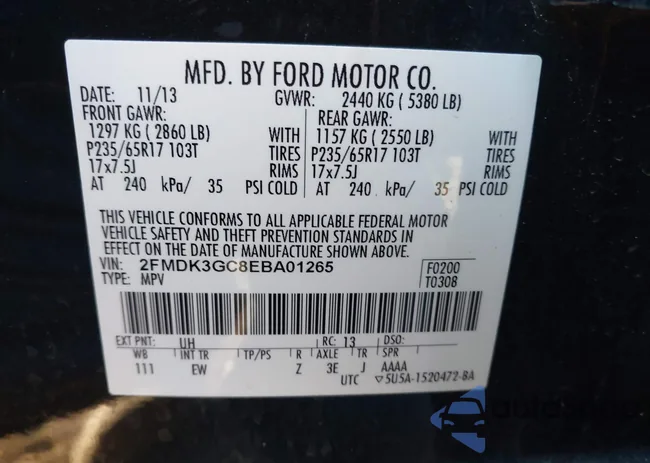 MFD. BY FORD MOTOR CO.
DATE: 11/13 GVWR: 2440 KG ( 5380 LB)
FRONT GAWR: REAR GAWR:
1297 KG ( 2860 LB) WITH 1157 KG ( 2550 LB) WITH
P235/65R17 103T TIRES P235/65R17 103T TIRES
17x7.5J RIMS 17x7.5J RIMS
AT 240 kPa/ 35 PSI COLD AT 240 kPa/ 35 PSI COLD
THIS VEHICLE CONFORMS TO ALL APPLICABLE FEDERAL MOTOR
VEHICLE SAFETY AND THEFT PREVENTION STANDARDS IN
EFFECT ON THE DATE OF MANUFACTURE SHOWN ABOVE.
VIN: 2FMDK3GC8EBA01265 F0200
TYPE: MPV T0308
EXT PNT: UH RC: 13 DSO:
WB INT TR TP/PS R AXLE TR SPR
111 EW Z 3E J AAAA
UTC ▽5U5A-1520472-BA